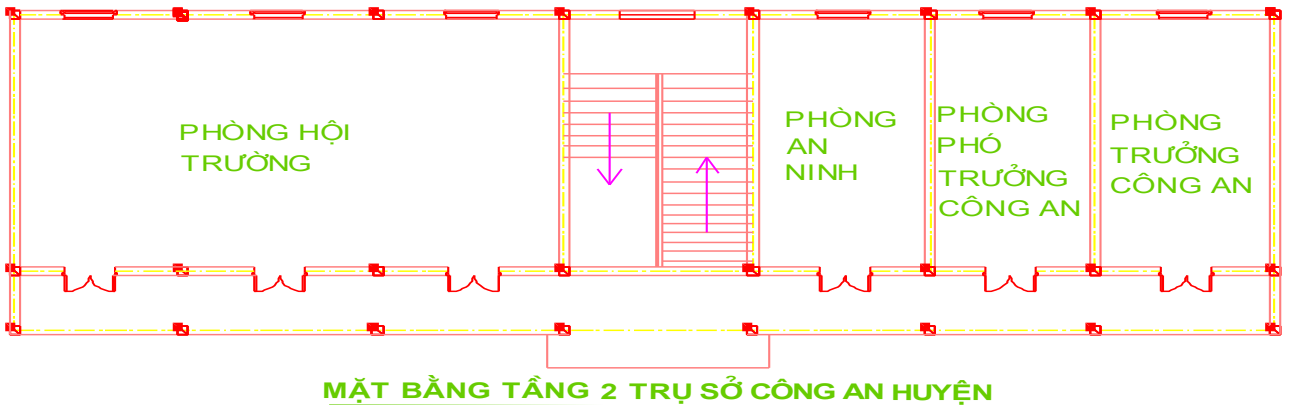 PHÒNG HỘI
TRƯỜNG
PHÒNG
AN
NINH
PHÒNG
PHÓ
TRƯỞNG
CÔNG AN
PHÒNG
TRƯỞNG
CÔNG AN
MẶT BẰNG TẦNG 2 TRỤ SỞ CÔNG AN HUYỆN